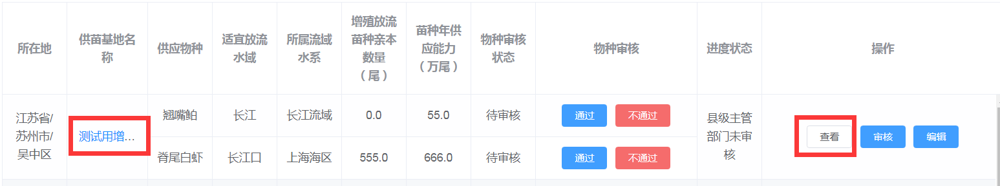 所在地
供苗基地名
称
供应物种
适宜放流
水域
所属流域
水系
增殖放流
苗种亲本
数量
（尾）
苗种年供
应能力
（万尾）
物种审核
状态
物种审核
进度状态
操作
江苏省/
苏州市/
吴中区
测试用增...
翘嘴鲌
长江
长江流域
0.0
55.0
待审核
通过
不通过
脊尾白虾
长江口
上海海区
555.0
666.0
待审核
通过
不通过
县级主管
部门未审
核
查看
审核
编辑